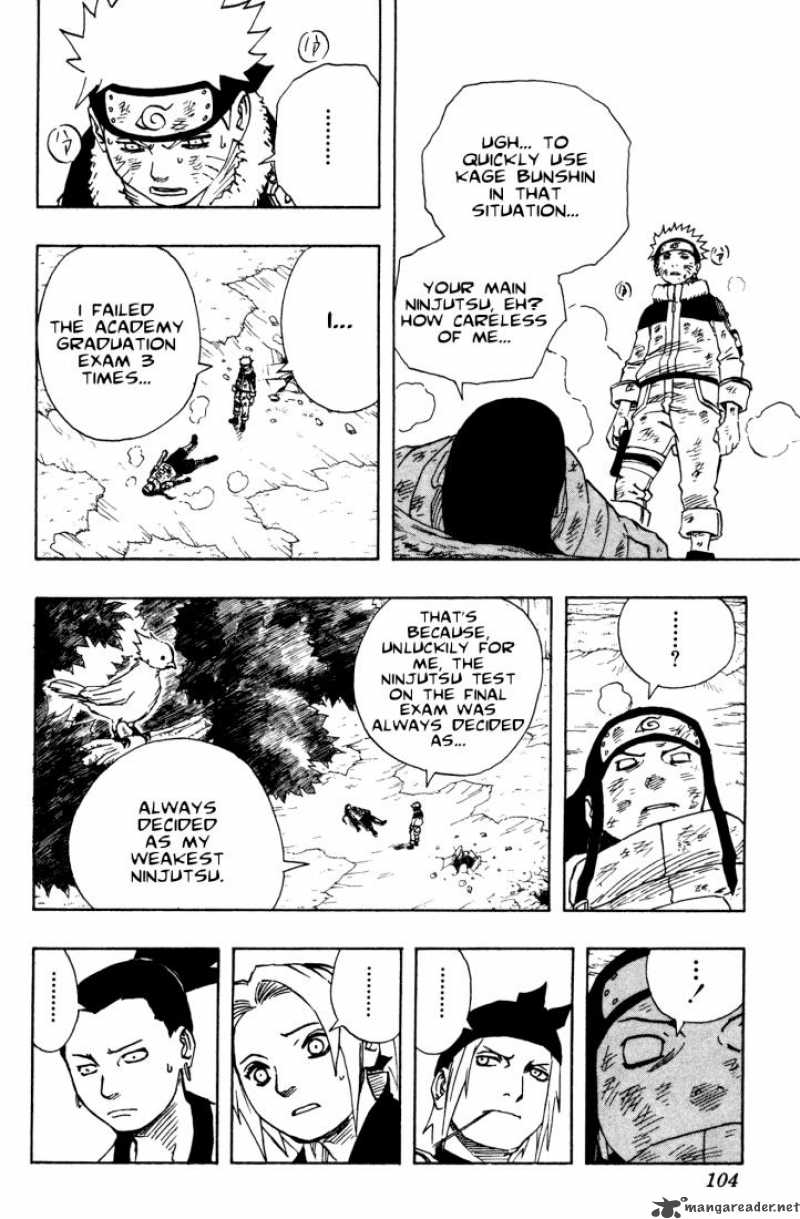 UGH... TO
QUICKLY USE
KAGE BUNSHIN
IN THAT
SITUATION...
YOUR MAIN
NINJUTSU, EH?
HOW CARELESS
OF ME...
........
I...
I FAILED
THE ACADEMY
GRADUATION
EXAM 3
TIMES...
......
?
THAT'S
BECAUSE,
UNLUCKILY FOR
ME, THE
NINJUTSU TEST
ON THE FINAL
EXAM WAS
ALWAYS DECIDED
AS...
ALWAYS
DECIDED
AS MY
WEAKEST
NINJUTSU.
......!
........
........
........
104
mangareader.net